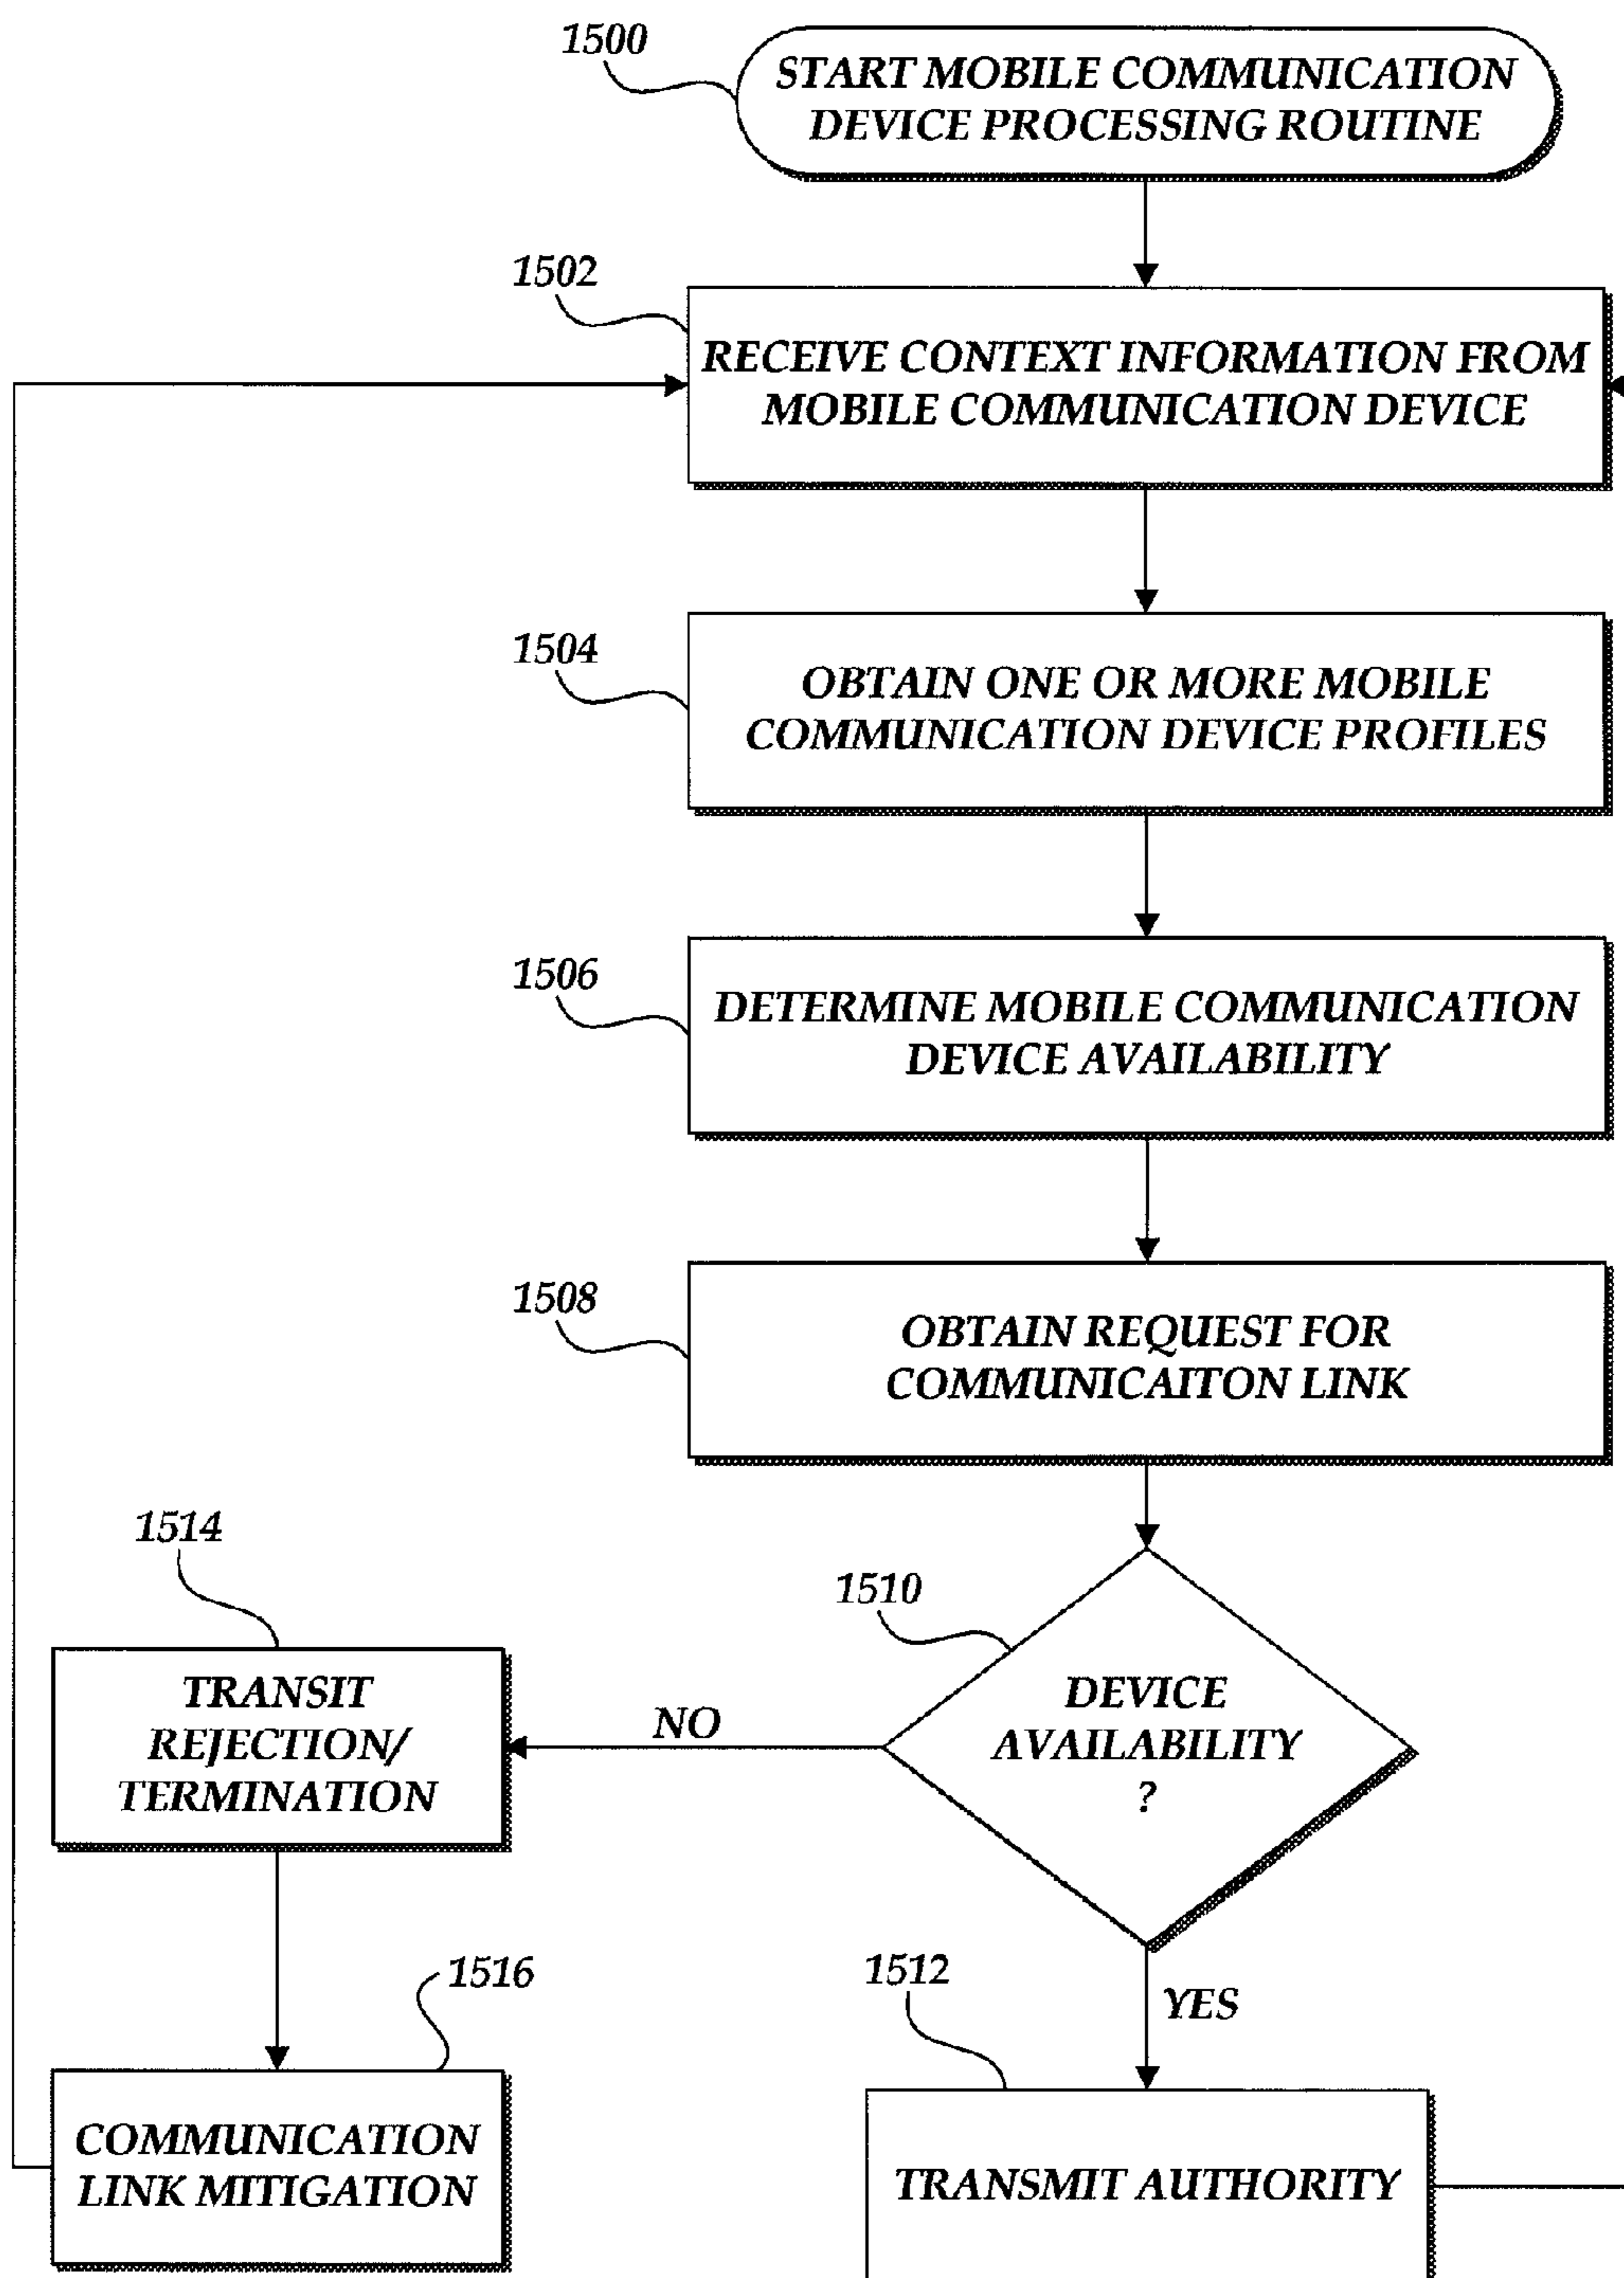 1500
START MOBILE COMMUNICATION
DEVICE PROCESSING ROUTINE
1502
RECEIVE CONTEXT INFORMATION FROM
MOBILE COMMUNICATION DEVICE
1504
OBTAIN ONE OR MORE MOBILE
COMMUNICATION DEVICE PROFILES
1506
DETERMINE MOBILE COMMUNICATION
DEVICE AVAILABILITY
1508
OBTAIN REQUEST FOR
COMMUNICAITON LINK
1510
DEVICE
AVAILABILITY
?
NO
1514
TRANSIT
REJECTION/
TERMINATION
1516
COMMUNICATION
LINK MITIGATION
YES
1512
TRANSMIT AUTHORITY